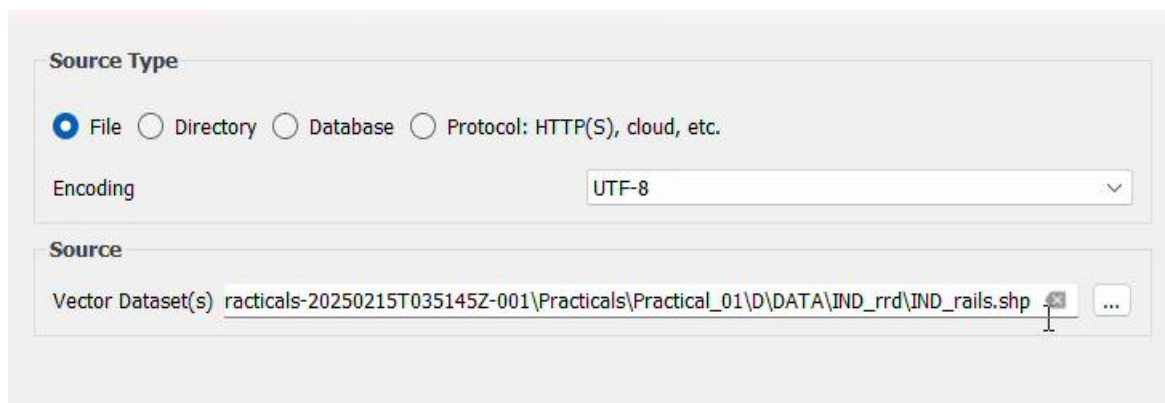 Source Type
File Directory Database Protocol: HTTP(S), cloud, etc.
Encoding UTF-8
Source
Vector Dataset(s) racticals-20250215T035145Z-001\Practicals\Practical_01\D\DATA\IND_rrd\IND_rails.shp ...